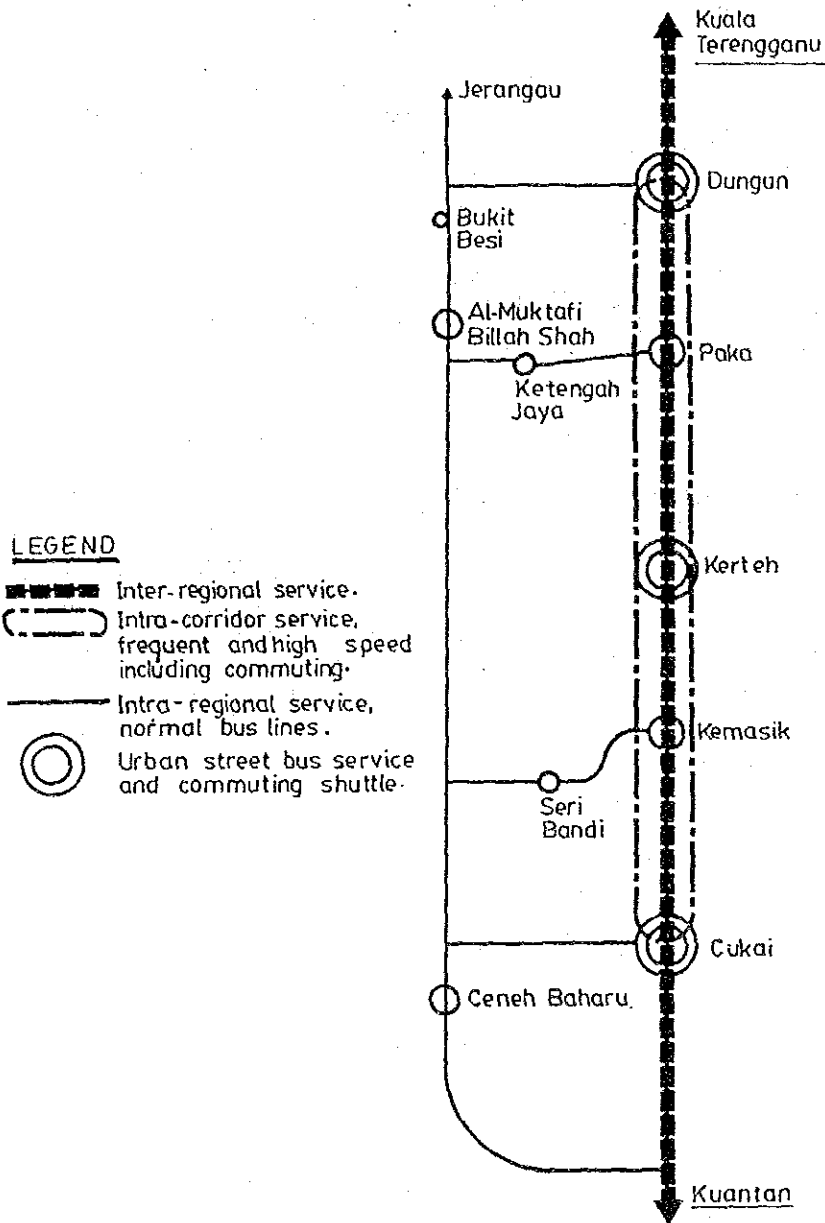 Kuala
Terengganu
Jerangau
Dungun
Bukit
Besi
Al-Muktafi
Billah Shah
Paka
Ketengah
Jaya
LEGEND
Inter-regional service.
Intra-corridor service,
frequent and high speed
including commuting.
Intra-regional service,
normal bus lines.
Urban street bus service
and commuting shuttle.
Kerteh
Kemasik
Seri
Bandi
Cukai
Ceneh Baharu
Kuantan